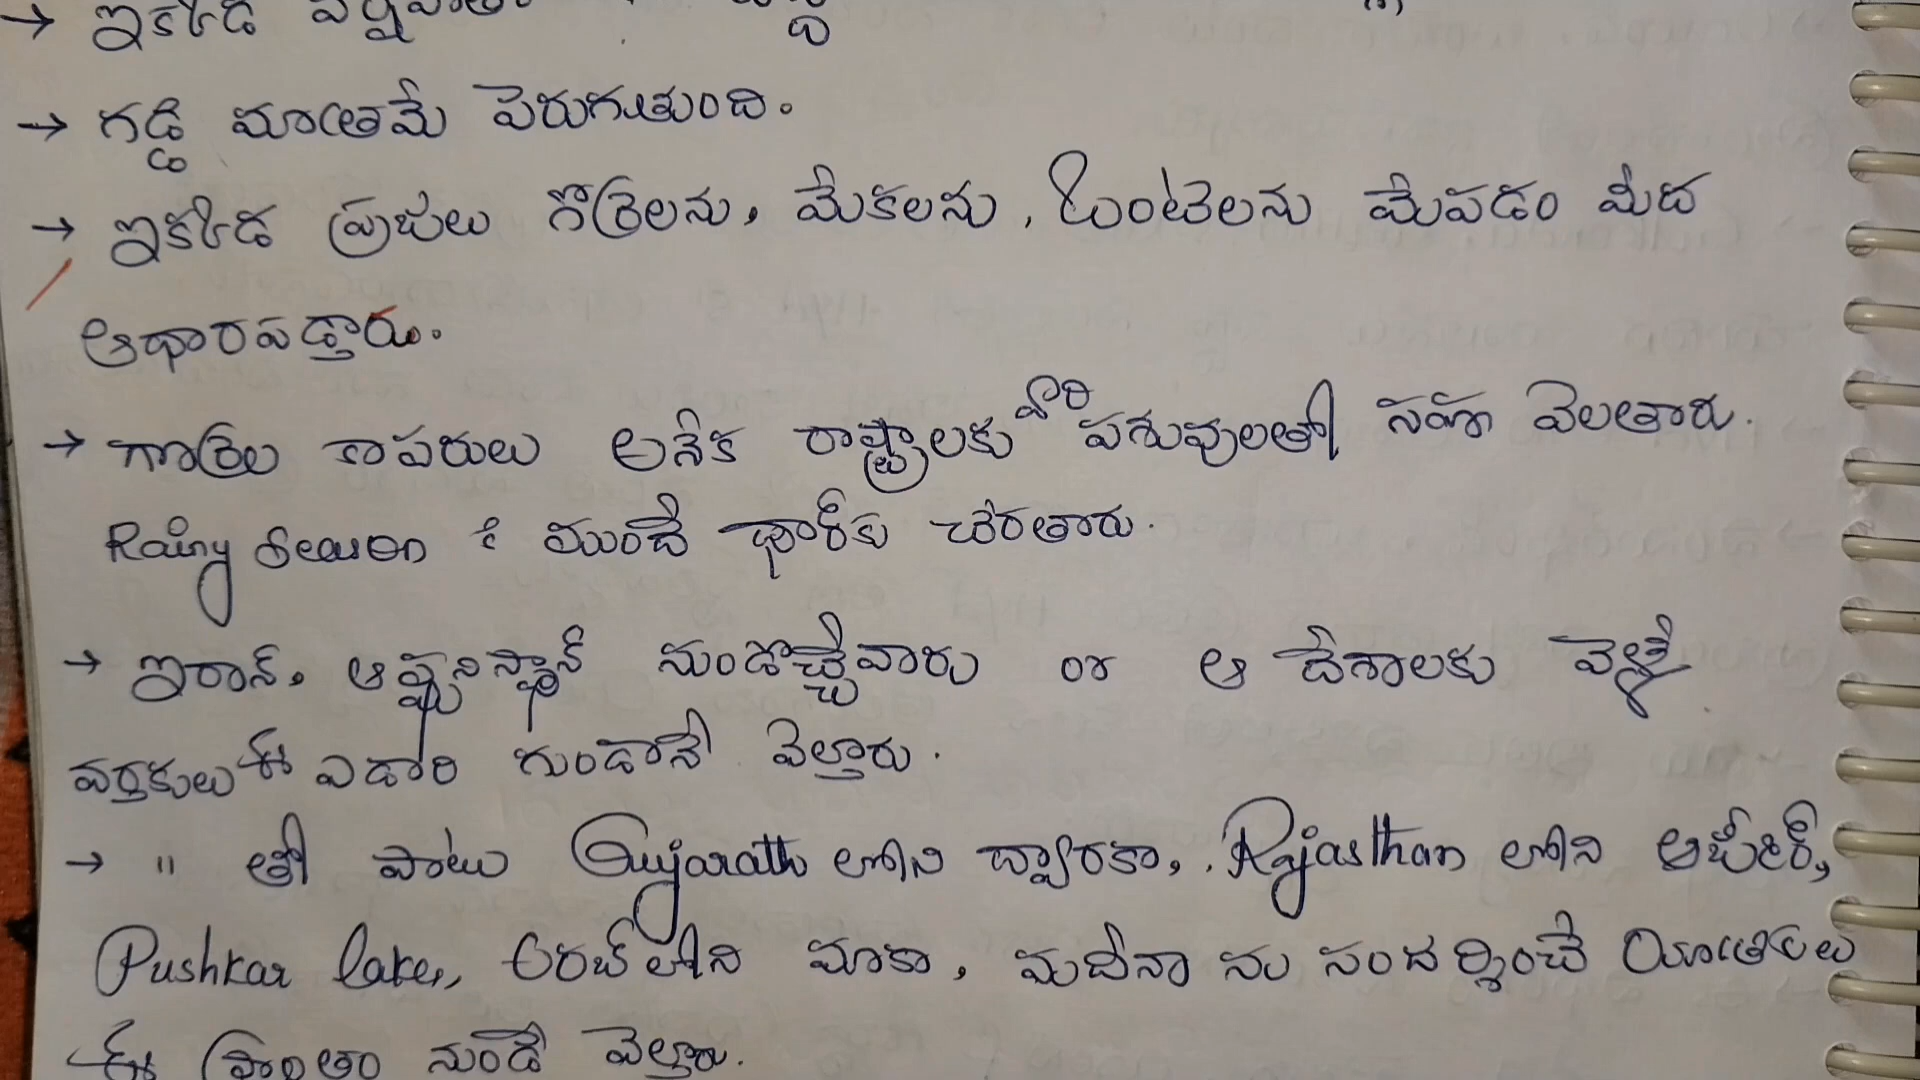 → ఇక్కడ
→ గడ్డి మాత్రమే పెరుగుతుంది.
→ ఇక్కడ ప్రజలు గొర్రెలను, మేకలను, ఒంటెలను మేపడం మీద
ఆధారపడ్తారు.
→ గొర్రెల కాపరులు అనేక రాష్ట్రాలకు వారి పశువులతో సహా వెలతారు.
Rainy Season కి ముందే చేరతారు.
→ ఇరాన్, ఆఫ్ఘనిస్థాన్ నుండొచ్చేవారు or ఆ దేశాలకు వెళ్ళే
వర్తకులు ఈ ఎడారి గుండానే వెల్తారు.
→ " తో పాటు Gujarath లోని ద్వారకా, Rajasthan లోని అజ్మీర్,
Pushkar lake, అరబ్ లోని మాకా, మదీనా ను సందర్శించే యాత్రికులు
ఈ ప్రాంతం నుండే వెల్తారు.